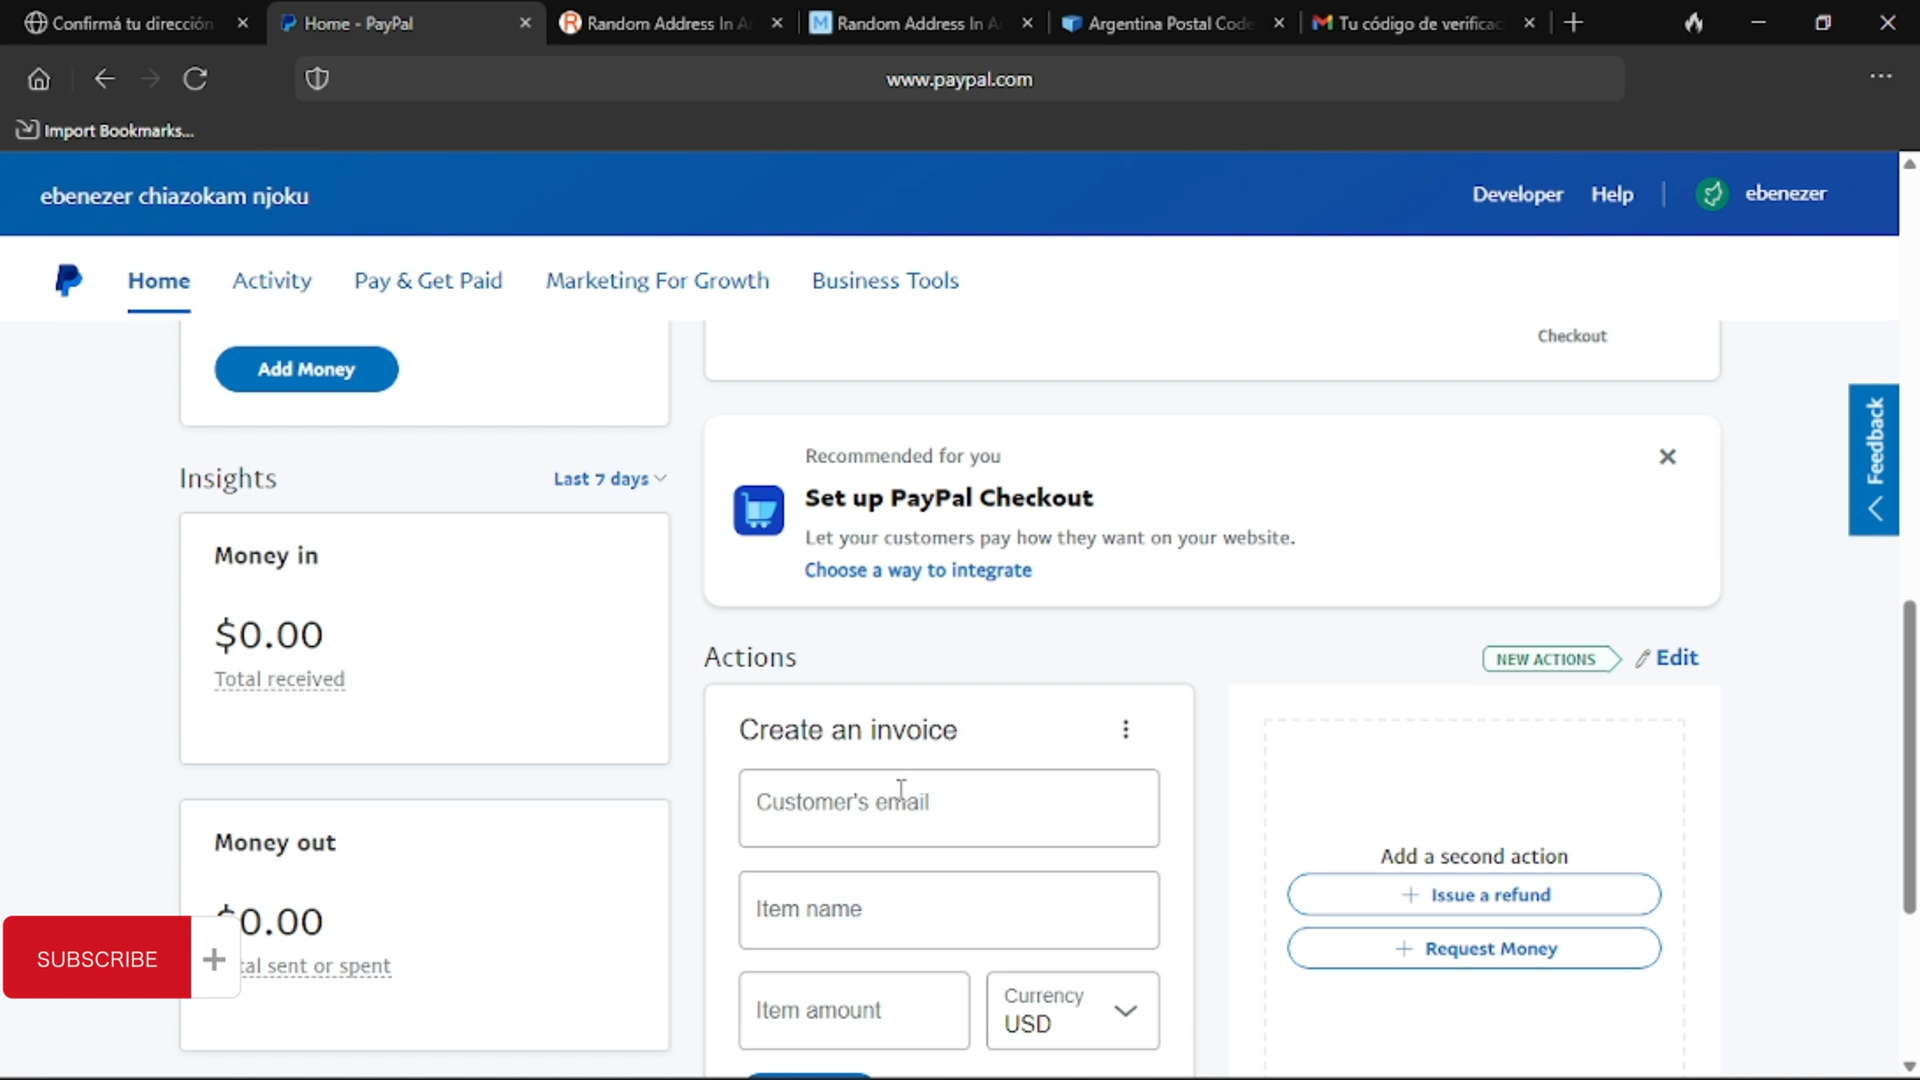 Confirmá tu dirección
Home - PayPal
Random Address In A
Random Address In A
Argentina Postal Code
Tu código de verificac
www.paypal.com
Import Bookmarks...
ebenezer chiazokam njoku
Developer
Help
ebenezer
Home
Activity
Pay & Get Paid
Marketing For Growth
Business Tools
Add Money
Checkout
Feedback
Recommended for you
Set up PayPal Checkout
Let your customers pay how they want on your website.
Choose a way to integrate
Insights
Last 7 days
Money in
$0.00
Total received
Actions
NEW ACTIONS
Edit
Create an invoice
Customer's email
Item name
Item amount
Currency
USD
Add a second action
+ Issue a refund
+ Request Money
Money out
$0.00
tal sent or spent
SUBSCRIBE +